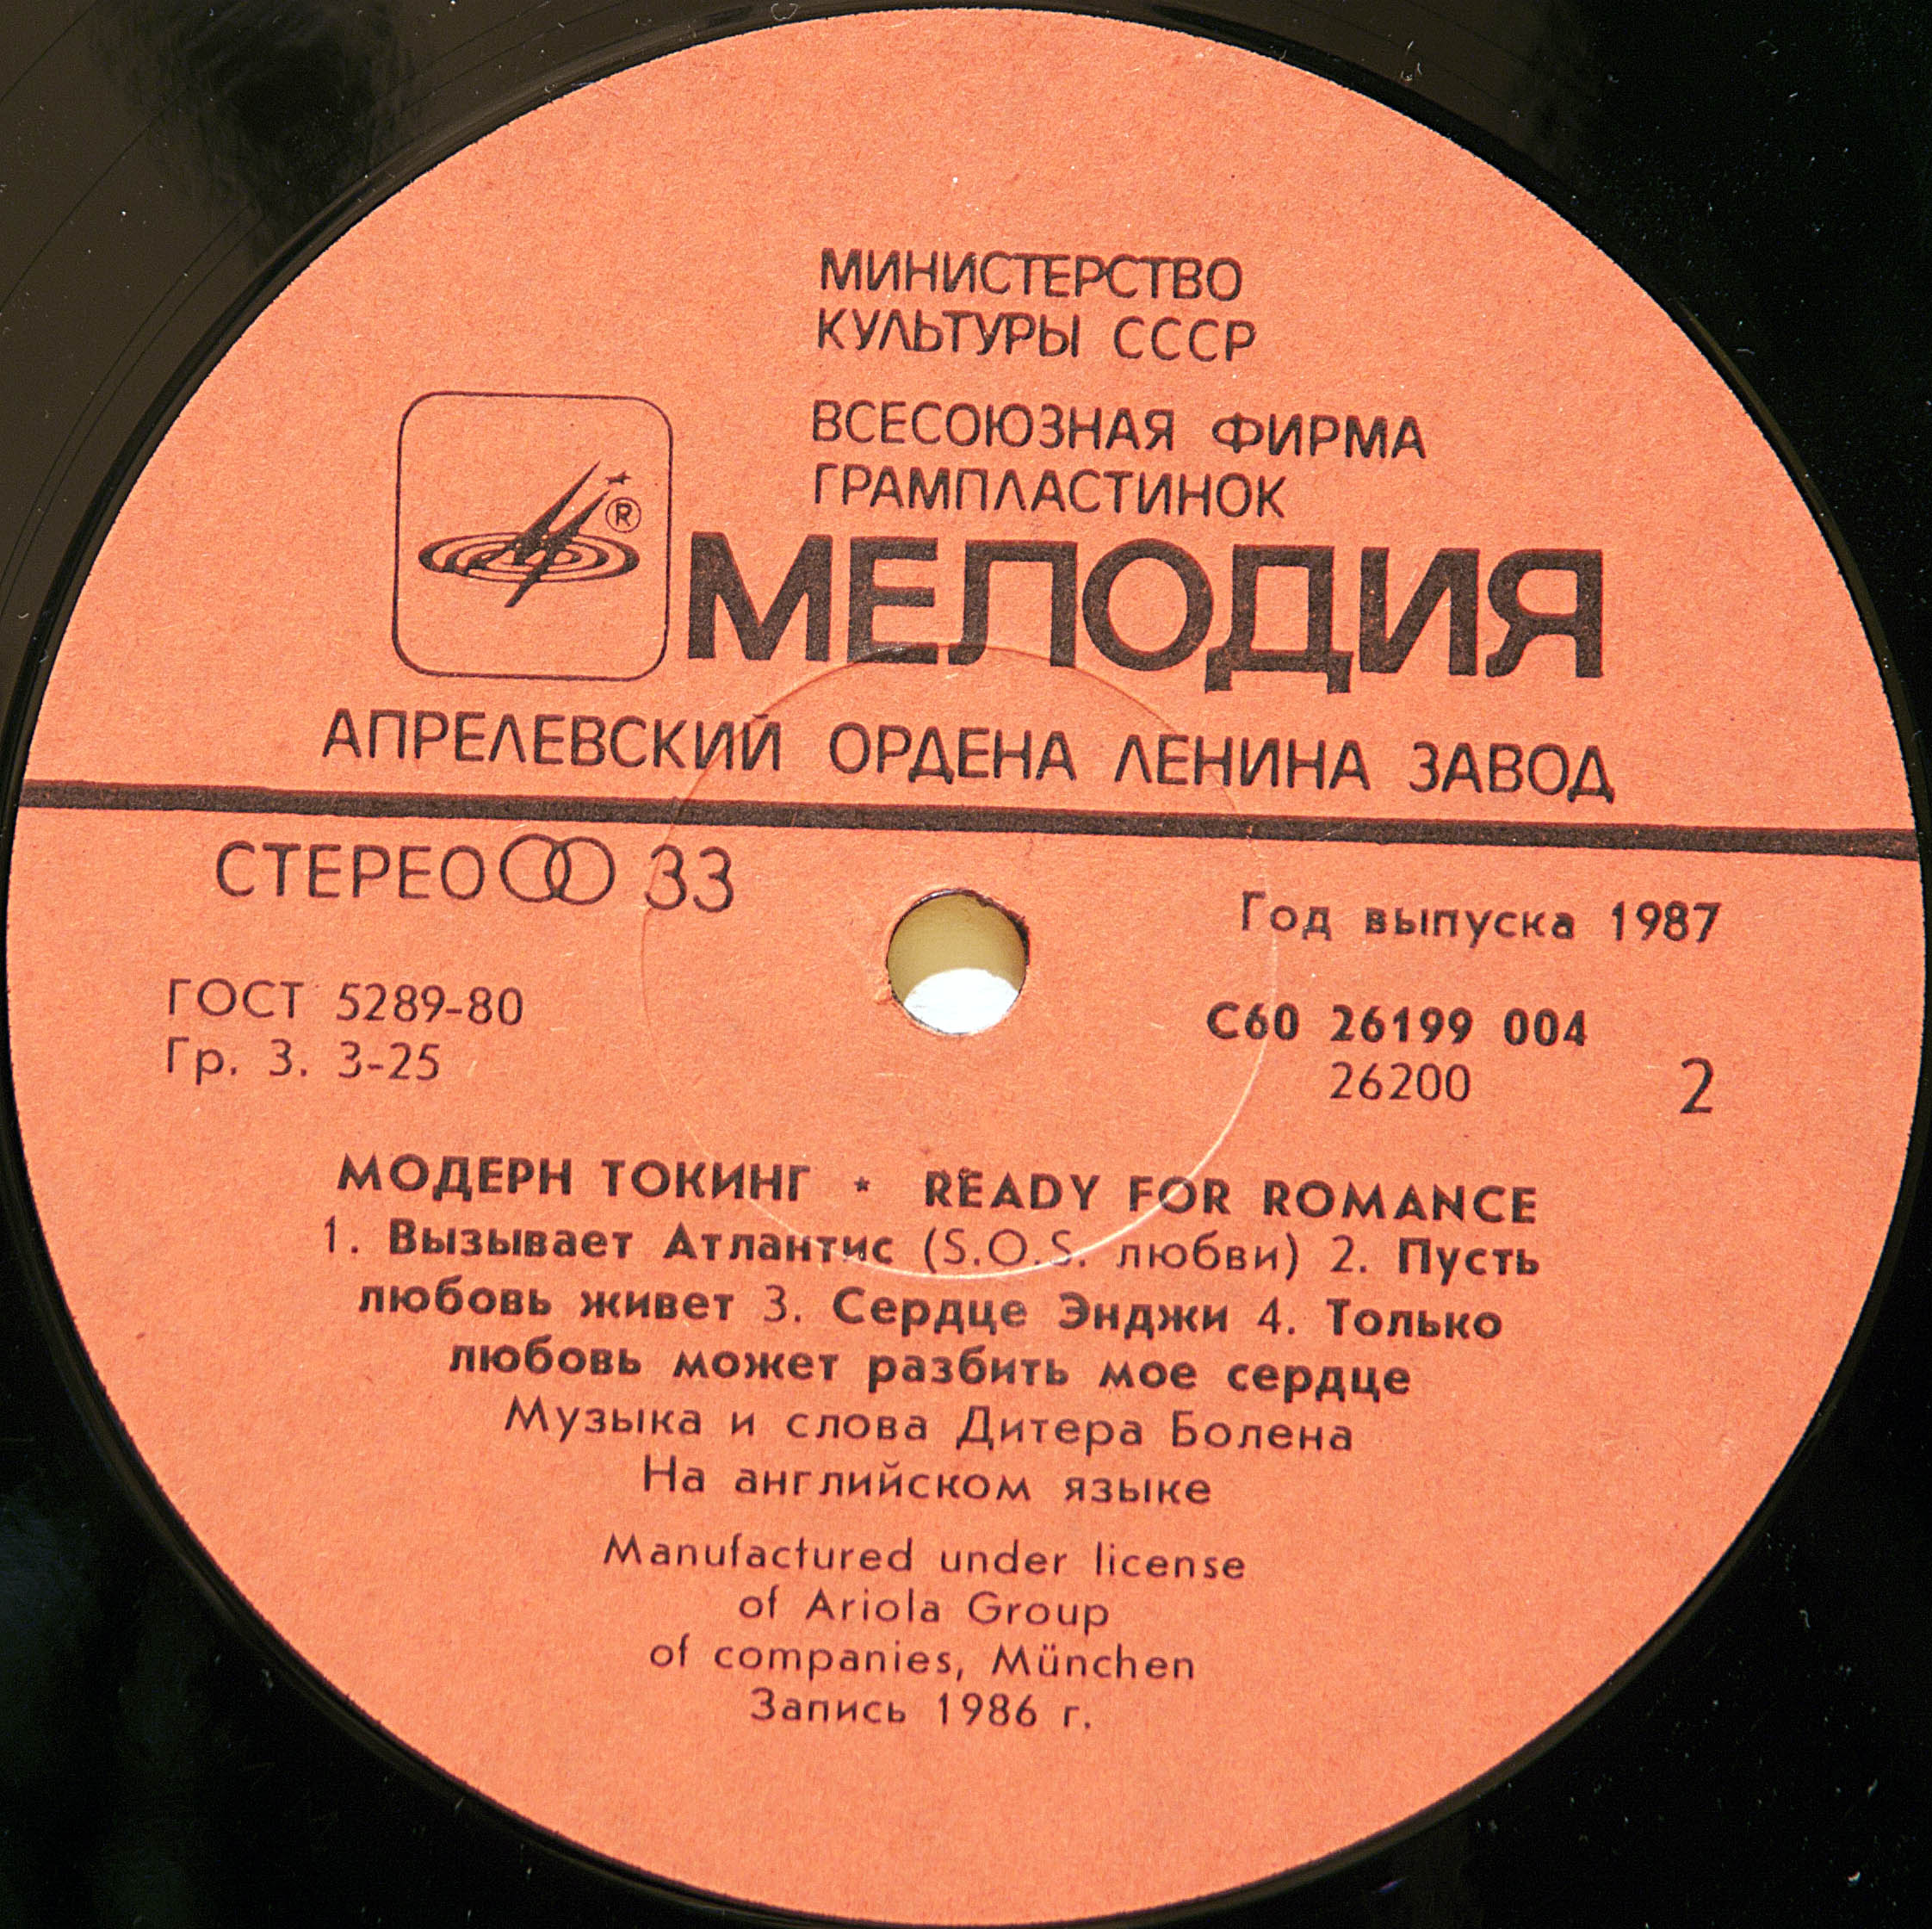 МИНИСТЕРСТВО
КУЛЬТУРЫ СССР
ВСЕСОЮЗНАЯ ФИРМА
ГРАМПЛАСТИНОК
®
МЕЛОДИЯ
АПРЕЛЕВСКИЙ ОРДЕНА ЛЕНИНА ЗАВОД
СТЕРЕО 33
Год выпуска 1987
ГОСТ 5289-80
Гр. 3. 3-25
С60 26199 004
26200
2
МОДЕРН ТОКИНГ ⋆ READY FOR ROMANCE
1. Вызывает Атлантис (S.O.S. любви) 2. Пусть
любовь живет 3. Сердце Энджи 4. Только
любовь может разбить мое сердце
Музыка и слова Дитера Болена
На английском языке
Manufactured under license
of Ariola Group
of companies, München
Запись 1986 г.